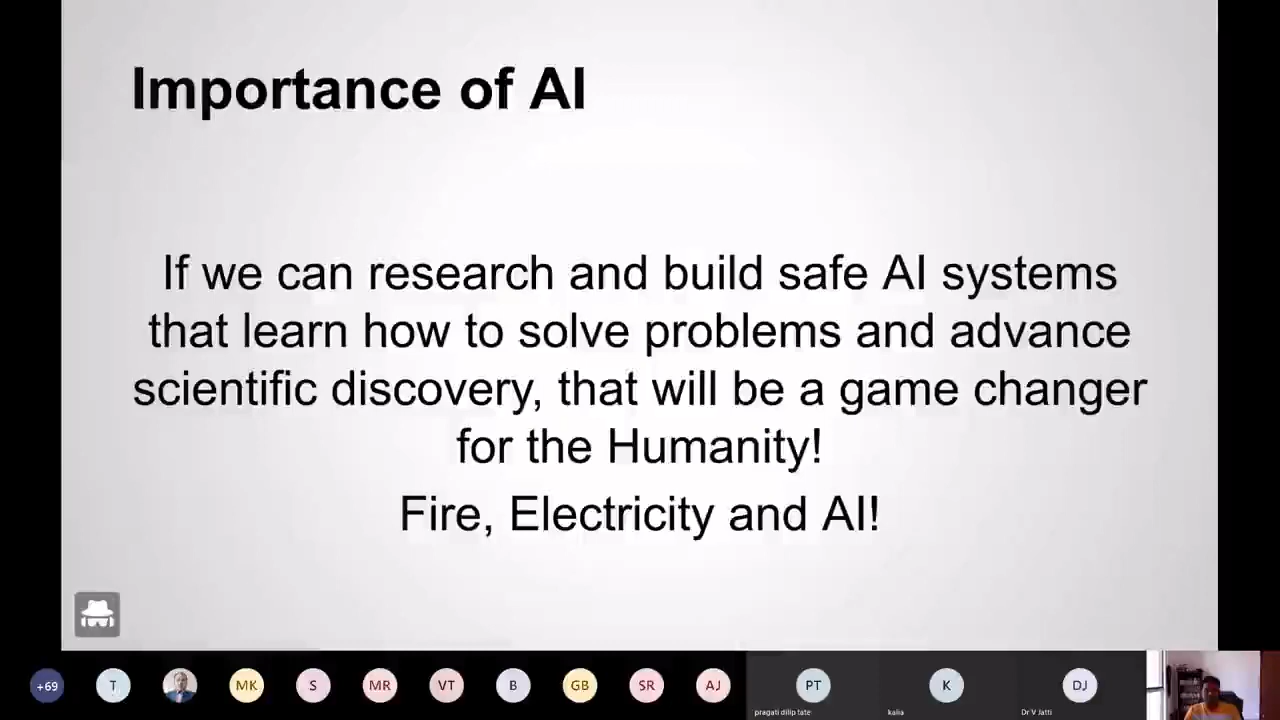 Importance of AI
If we can research and build safe AI systems
that learn how to solve problems and advance
scientific discovery, that will be a game changer
for the Humanity!
Fire, Electricity and AI!
+69
T
MK
S
MR
VT
B
GB
SR
AJ
PT
K
DJ
pragati dilip tate
kalia
Dr V Jatti